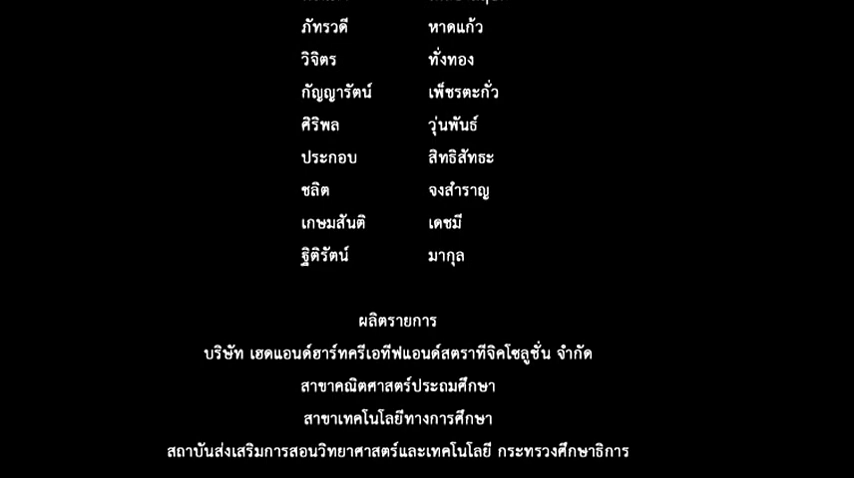 ภัทรวดี หาดแก้ว
วิจิตร ทั่งทอง
กัญญารัตน์ เพ็ชรตะกั่ว
ศิริพล วุ่นพันธ์
ประกอบ สิทธิสัทธะ
ชลิต จงสำราญ
เกษมสันติ เดชมี
ฐิติรัตน์ มากุล
ผลิตรายการ
บริษัท เฮดแอนด์ฮาร์ทครีเอทีฟแอนด์สตราทีจิคโซลูชั่น จำกัด
สาขาคณิตศาสตร์ประถมศึกษา
สาขาเทคโนโลยีทางการศึกษา
สถาบันส่งเสริมการสอนวิทยาศาสตร์และเทคโนโลยี กระทรวงศึกษาธิการ